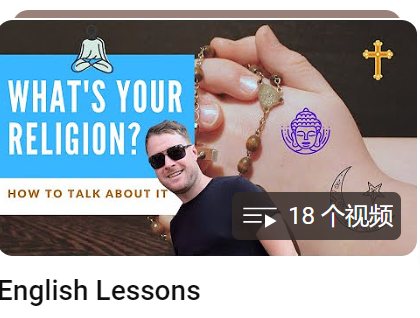 WHAT'S YOUR
RELIGION?
HOW TO TALK ABOUT IT
18 个视频
English Lessons